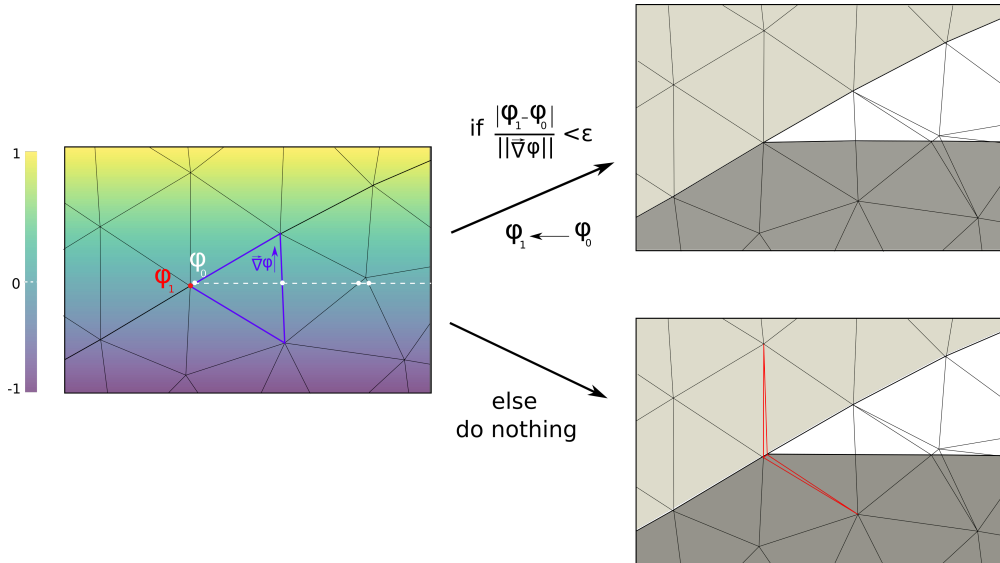 1
0
-1
φ₀
φ₁
∇⃗φ
if |φ₁-φ₀| / ||∇⃗φ|| <ε
φ₁ ← φ₀
else
do nothing